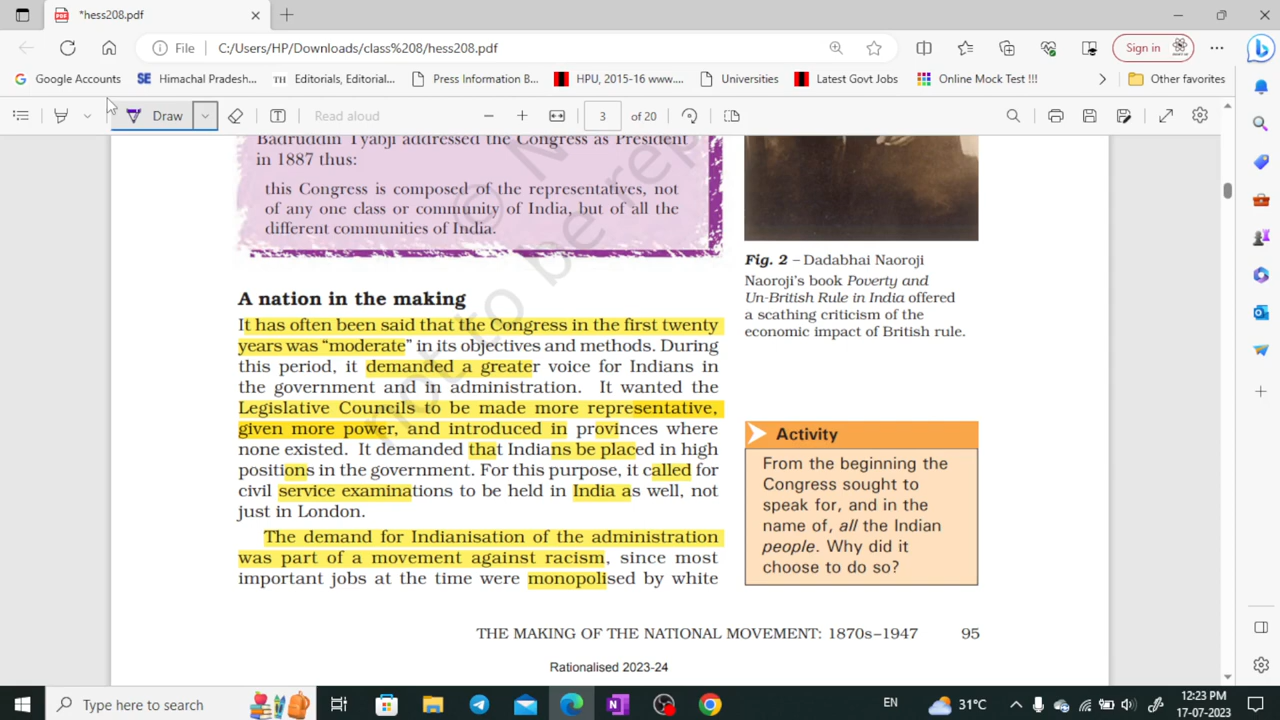 *hess208.pdf
File
C:/Users/HP/Downloads/class%208/hess208.pdf
Sign in
Google Accounts
SE Himachal Pradesh...
TH Editorials, Editorial...
Press Information B...
HPU, 2015-16 www....
Universities
Latest Govt Jobs
Online Mock Test !!!
Other favorites
Draw
Read aloud
3 of 20
Badruddin Tyabji addressed the Congress as President
in 1887 thus:
this Congress is composed of the representatives, not
of any one class or community of India, but of all the
different communities of India.
© N
not to be rep
Fig. 2 – Dadabhai Naoroji
Naoroji's book Poverty and
Un-British Rule in India offered
a scathing criticism of the
economic impact of British rule.
A nation in the making
It has often been said that the Congress in the first twenty
years was “moderate” in its objectives and methods. During
this period, it demanded a greater voice for Indians in
the government and in administration. It wanted the
Legislative Councils to be made more representative,
given more power, and introduced in provinces where
none existed. It demanded that Indians be placed in high
positions in the government. For this purpose, it called for
civil service examinations to be held in India as well, not
just in London.
The demand for Indianisation of the administration
was part of a movement against racism, since most
important jobs at the time were monopolised by white
Activity
From the beginning the
Congress sought to
speak for, and in the
name of, all the Indian
people. Why did it
choose to do so?
THE MAKING OF THE NATIONAL MOVEMENT: 1870s–1947 95
Rationalised 2023-24
Type here to search
EN
31°C
12:23 PM
17-07-2023